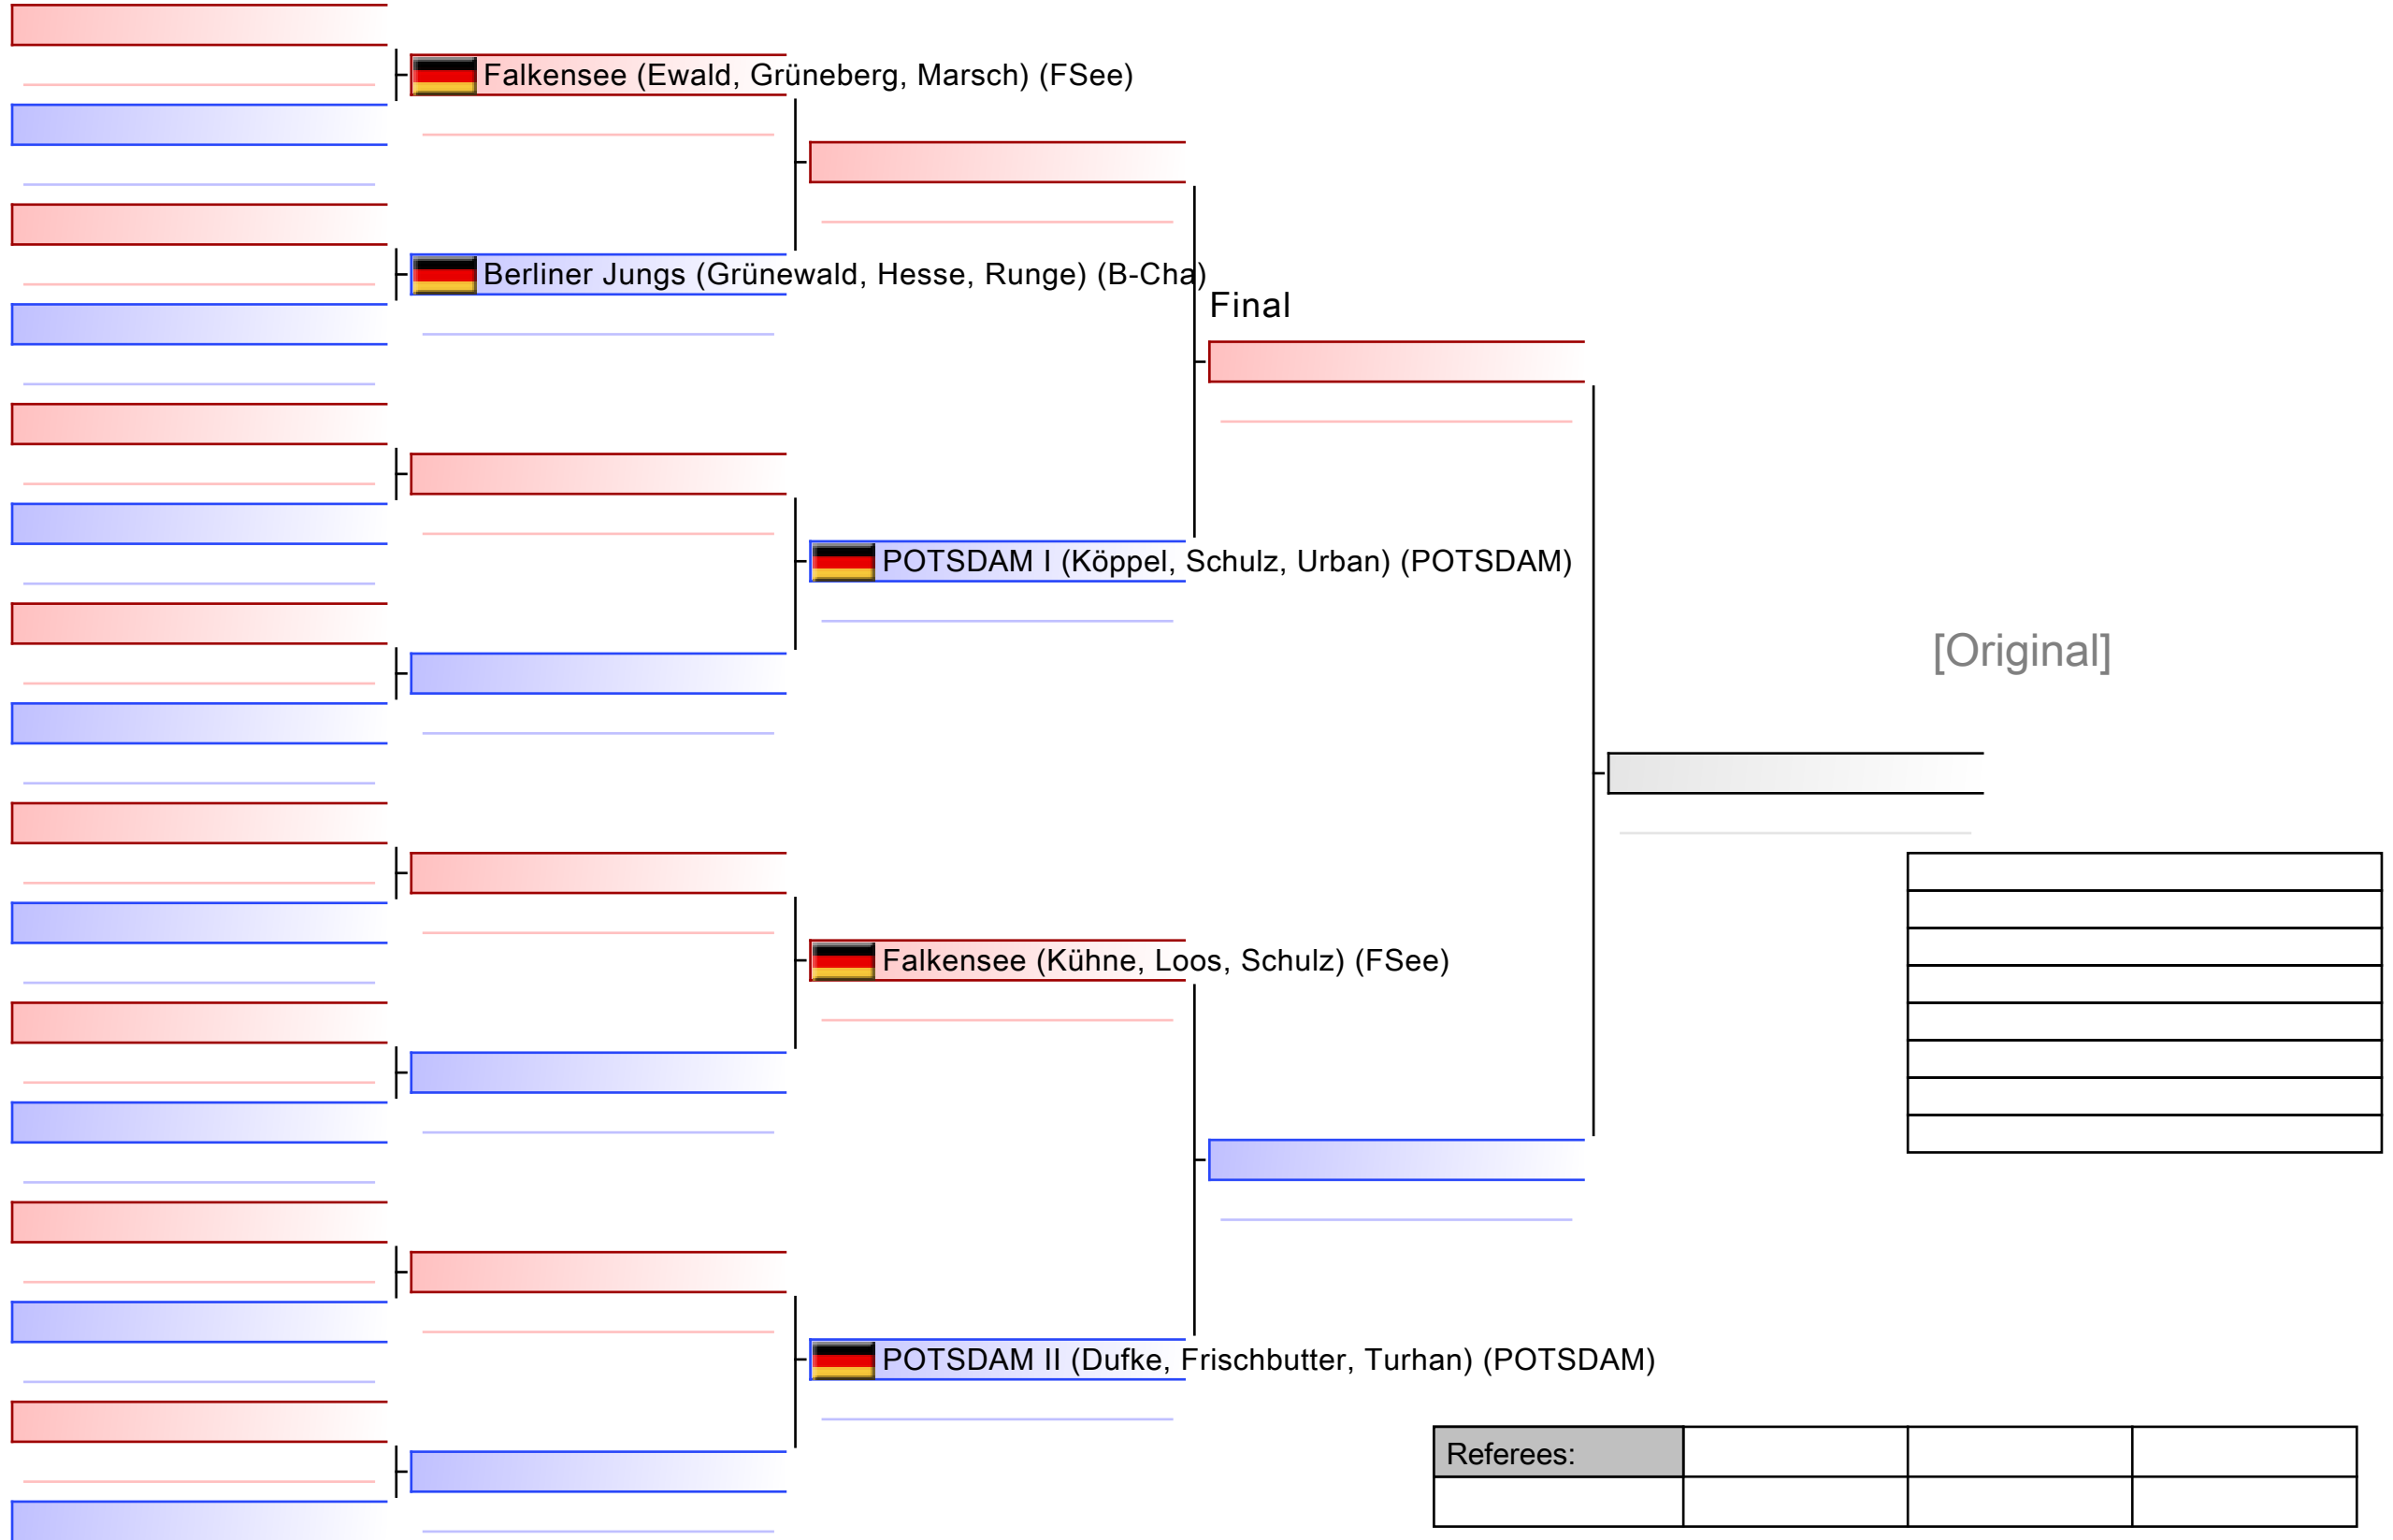 Falkensee (Ewald, Grüneberg, Marsch) (FSee)
Berliner Jungs (Grünewald, Hesse, Runge) (B-Cha)
Final
POTSDAM I (Köppel, Schulz, Urban) (POTSDAM)
[Original]
Falkensee (Kühne, Loos, Schulz) (FSee)
POTSDAM II (Dufke, Frischbutter, Turhan) (POTSDAM)
Referees: